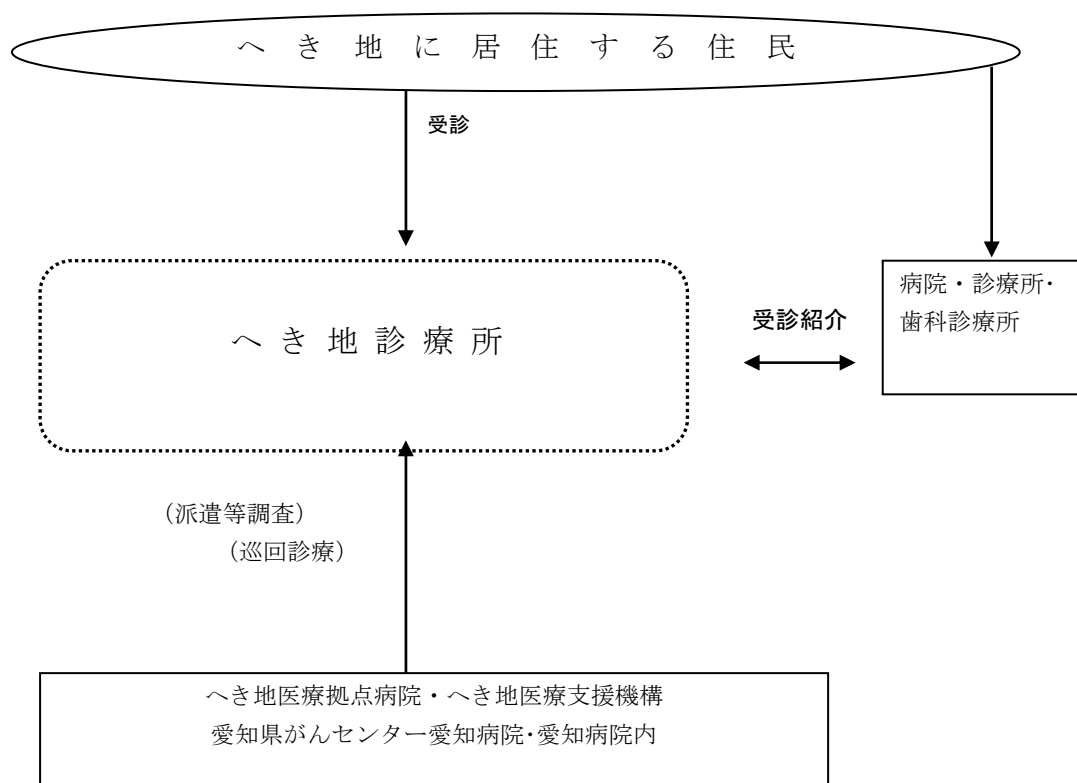 へき地に居住する住民
受診
病院・診療所・
歯科診療所
受診紹介
へき地診療所
（派遣等調査）
（巡回診療）
へき地医療拠点病院・へき地医療支援機構
愛知県がんセンター愛知病院・愛知病院内